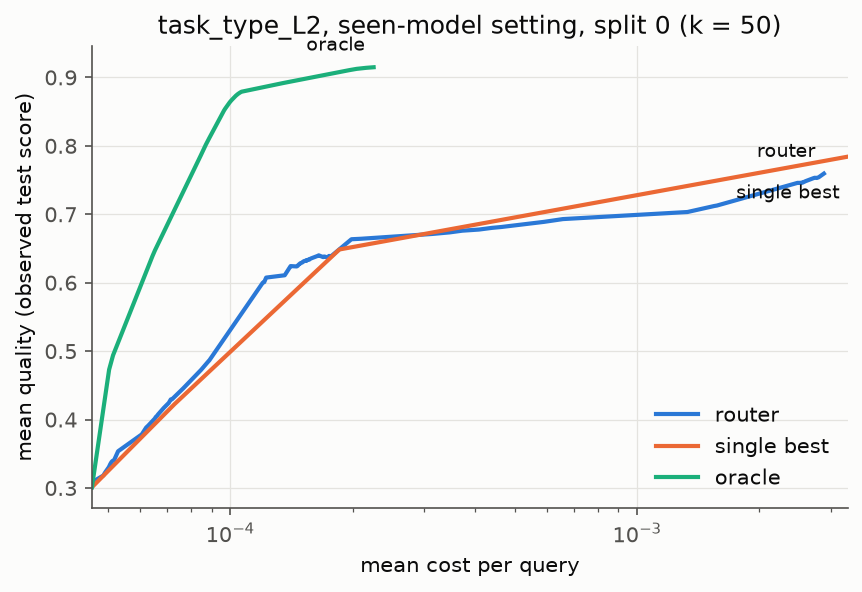 task_type_L2, seen-model setting, split 0 (k = 50)
oracle
router
single best
mean quality (observed test score)
0.9
0.8
0.7
0.6
0.5
0.4
0.3
router
single best
oracle
10⁻⁴
10⁻³
mean cost per query